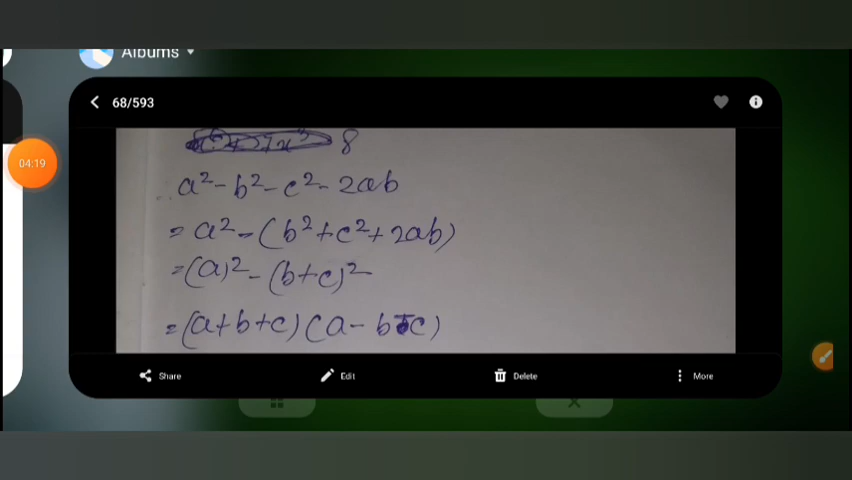 Albums
04:19
68/593
8
a²-b²-c²-2ab
= a²-(b²+c²+2ab)
=(a)²-(b+c)²
=(a+b+c)(a-b-c)
Share Edit Delete More